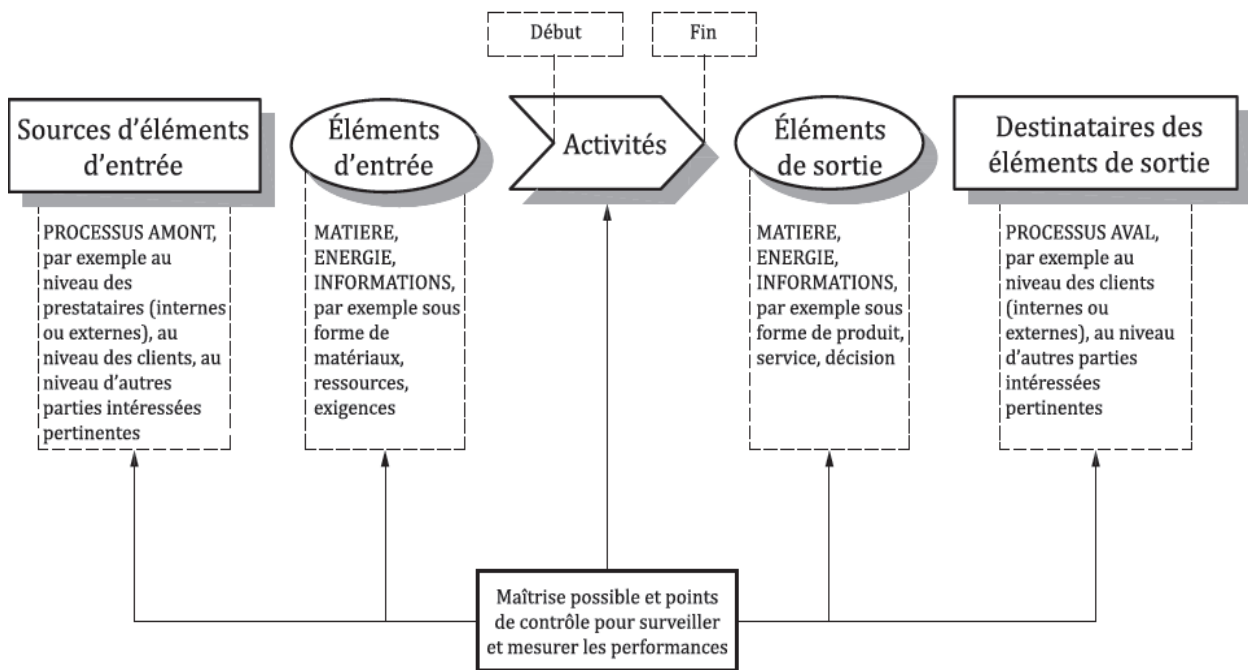 Début
Fin
Sources d'éléments
d'entrée
Éléments
d'entrée
Activités
Éléments
de sortie
Destinataires des
éléments de sortie
PROCESSUS AMONT,
par exemple au
niveau des
prestataires (internes
ou externes), au
niveau des clients, au
niveau d'autres
parties intéressées
pertinentes
MATIERE,
ENERGIE,
INFORMATIONS,
par exemple sous
forme de
matériaux,
ressources,
exigences
MATIERE,
ENERGIE,
INFORMATIONS,
par exemple sous
forme de produit,
service, décision
PROCESSUS AVAL,
par exemple au
niveau des clients
(internes ou
externes), au niveau
d'autres parties
intéressées
pertinentes
Maîtrise possible et points
de contrôle pour surveiller
et mesurer les performances